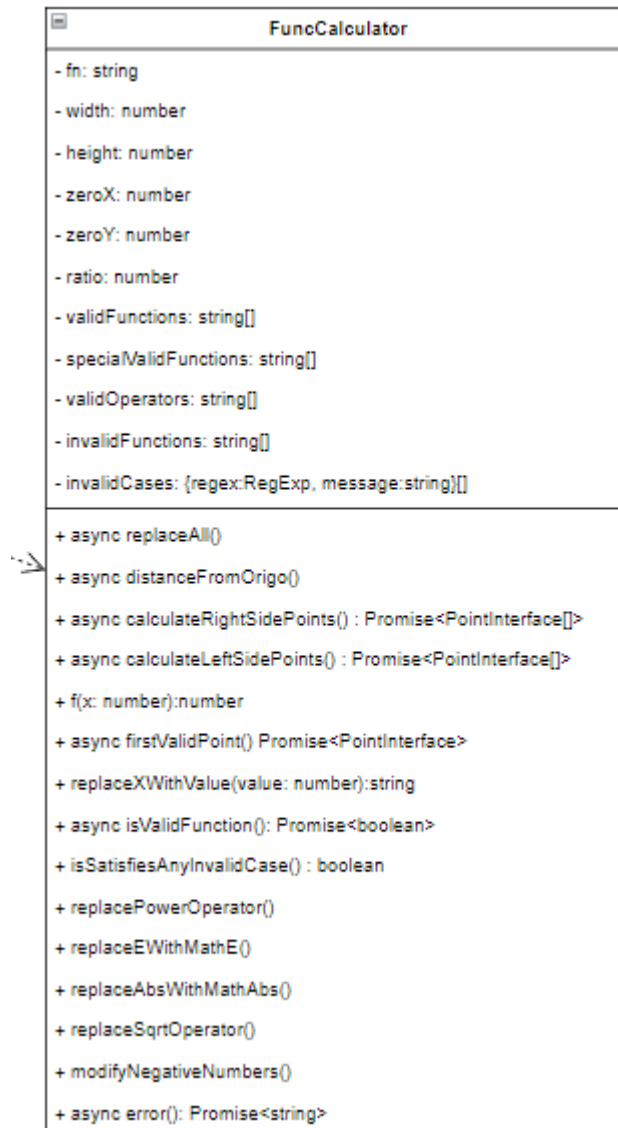 FuncCalculator
- fn: string
- width: number
- height: number
- zeroX: number
- zeroY: number
- ratio: number
- validFunctions: string[]
- specialValidFunctions: string[]
- validOperators: string[]
- invalidFunctions: string[]
- invalidCases: {regex:RegExp, message:string}[]
+ async replaceAll()
+ async distanceFromOrigo()
+ async calculateRightSidePoints() : Promise<PointInterface[]>
+ async calculateLeftSidePoints() : Promise<PointInterface[]>
+ f(x: number):number
+ async firstValidPoint() Promise<PointInterface>
+ replaceXWithValue(value: number):string
+ async isValidFunction(): Promise<boolean>
+ isSatisfiesAnyInvalidCase() : boolean
+ replacePowerOperator()
+ replaceEWithMathE()
+ replaceAbsWithMathAbs()
+ replaceSqrtOperator()
+ modifyNegativeNumbers()
+ async error(): Promise<string>